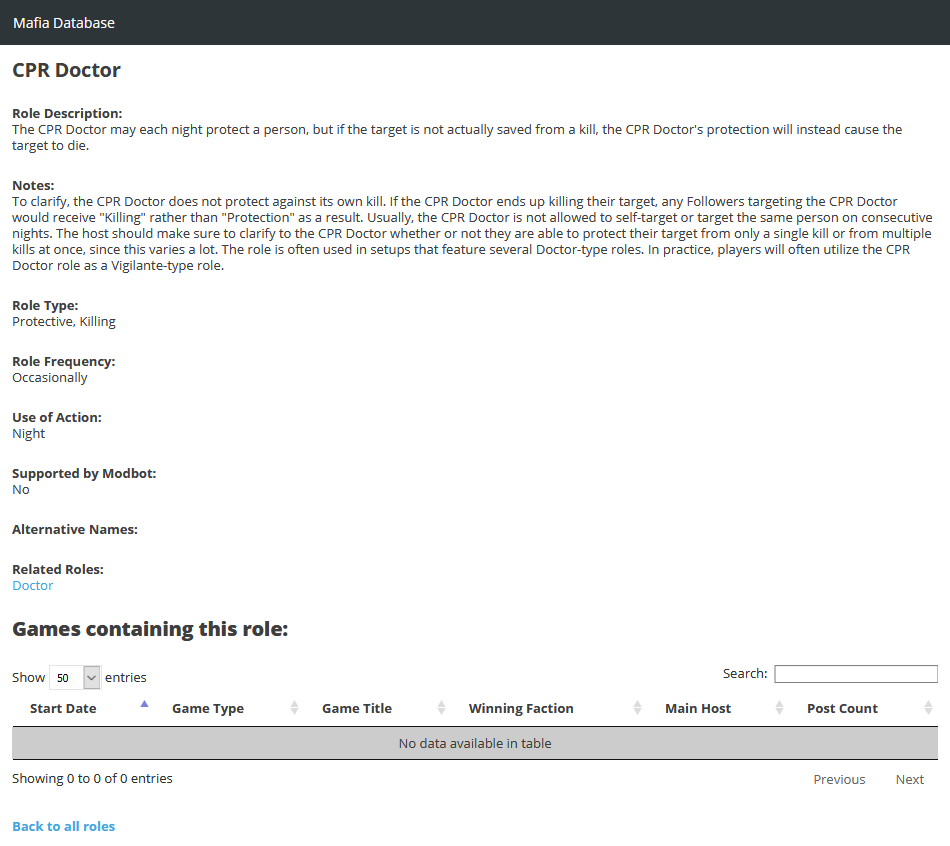 Mafia Database
CPR Doctor
Role Description:
The CPR Doctor may each night protect a person, but if the target is not actually saved from a kill, the CPR Doctor's protection will instead cause the
target to die.
Notes:
To clarify, the CPR Doctor does not protect against its own kill. If the CPR Doctor ends up killing their target, any Followers targeting the CPR Doctor
would receive "Killing" rather than "Protection" as a result. Usually, the CPR Doctor is not allowed to self-target or target the same person on consecutive
nights. The host should make sure to clarify to the CPR Doctor whether or not they are able to protect their target from only a single kill or from multiple
kills at once, since this varies a lot. The role is often used in setups that feature several Doctor-type roles. In practice, players will often utilize the CPR
Doctor role as a Vigilante-type role.
Role Type:
Protective, Killing
Role Frequency:
Occasionally
Use of Action:
Night
Supported by Modbot:
No
Alternative Names:
Related Roles:
Doctor
Games containing this role:
Show 50 entries Search:
Start Date Game Type Game Title Winning Faction Main Host Post Count
No data available in table
Showing 0 to 0 of 0 entries Previous Next
Back to all roles